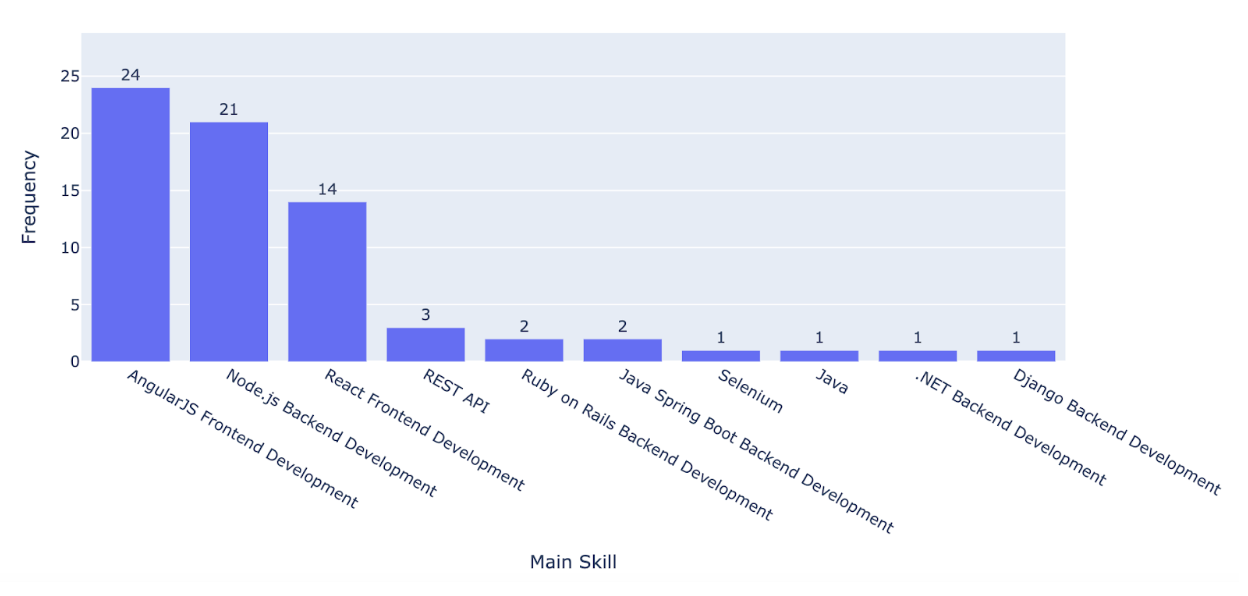 25
20
15
10
5
0
Frequency
24
21
14
3
2
2
1
1
1
1
AngularJS Frontend Development
Node.js Backend Development
React Frontend Development
REST API
Ruby on Rails Backend Development
Java Spring Boot Backend Development
Selenium
Java
.NET Backend Development
Django Backend Development
Main Skill